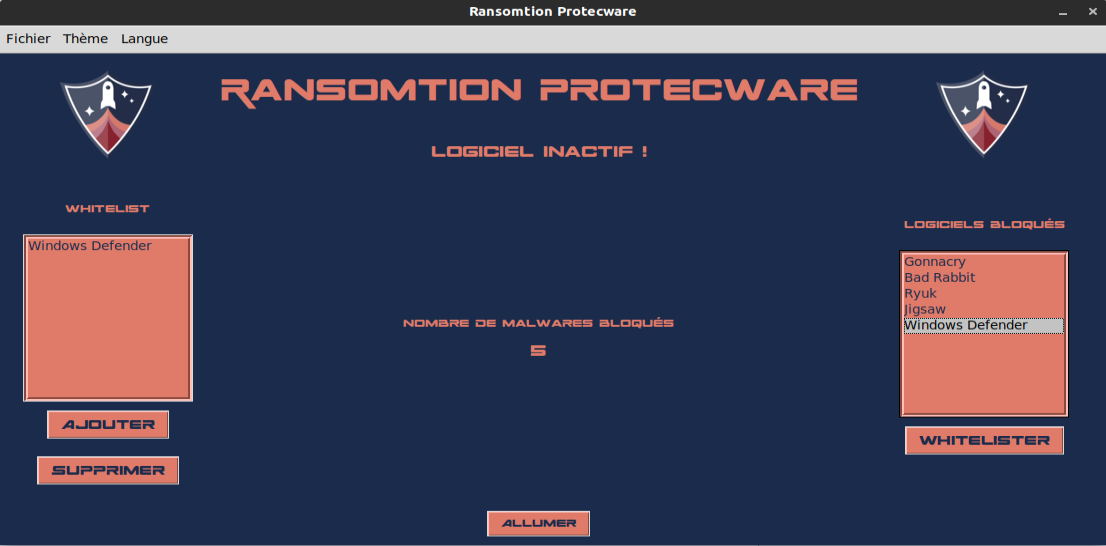 Ransomtion Protecware
Fichier Thème Langue
RANSOMTION PROTECWARE
LOGICIEL INACTIF !
WHITELIST
Windows Defender
AJOUTER
SUPPRIMER
NOMBRE DE MALWARES BLOQUÉS
5
LOGICIELS BLOQUÉS
Gonnacry
Bad Rabbit
Ryuk
Jigsaw
Windows Defender
WHITELISTER
ALLUMER